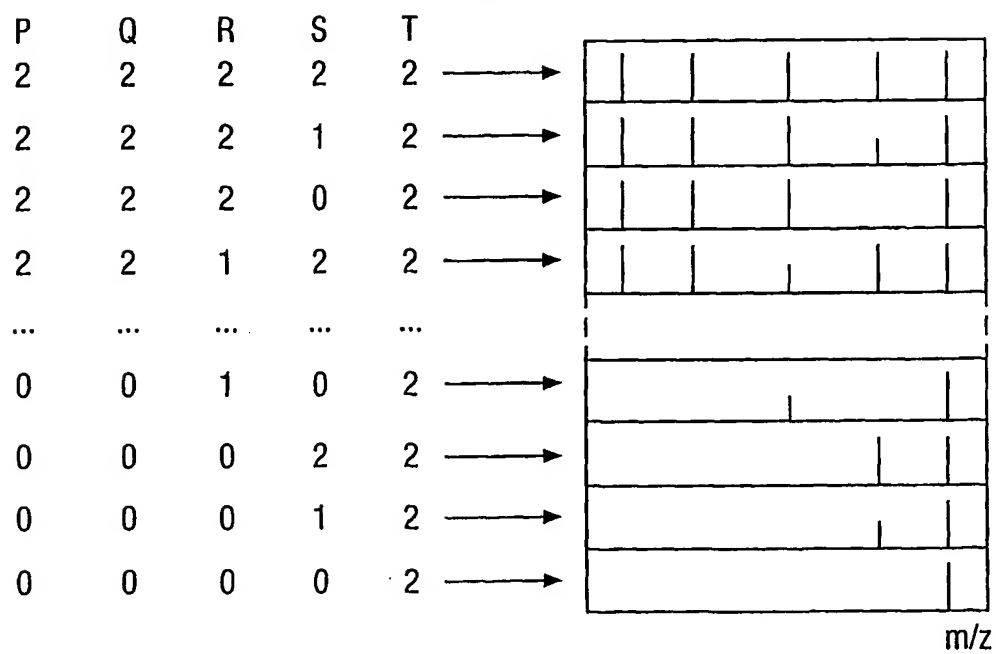 P Q R S T
2 2 2 2 2
2 2 2 1 2
2 2 2 0 2
2 2 1 2 2
... ... ... ... ...
0 0 1 0 2
0 0 0 2 2
0 0 0 1 2
0 0 0 0 2
m/z